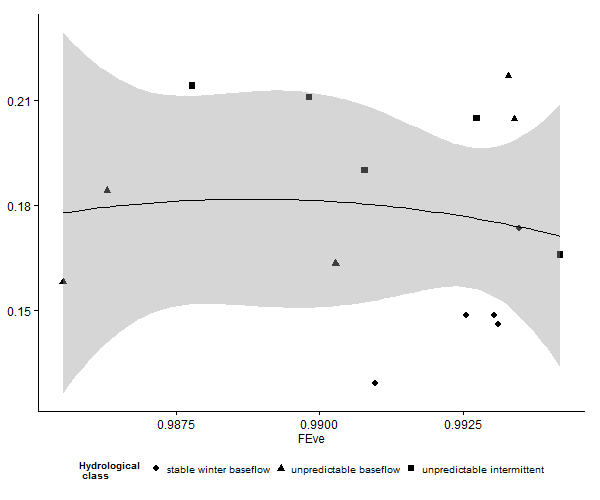 0.21
0.18
0.15
0.9875 0.9900 0.9925
FEve
Hydrological
class
stable winter baseflow unpredictable baseflow unpredictable intermittent